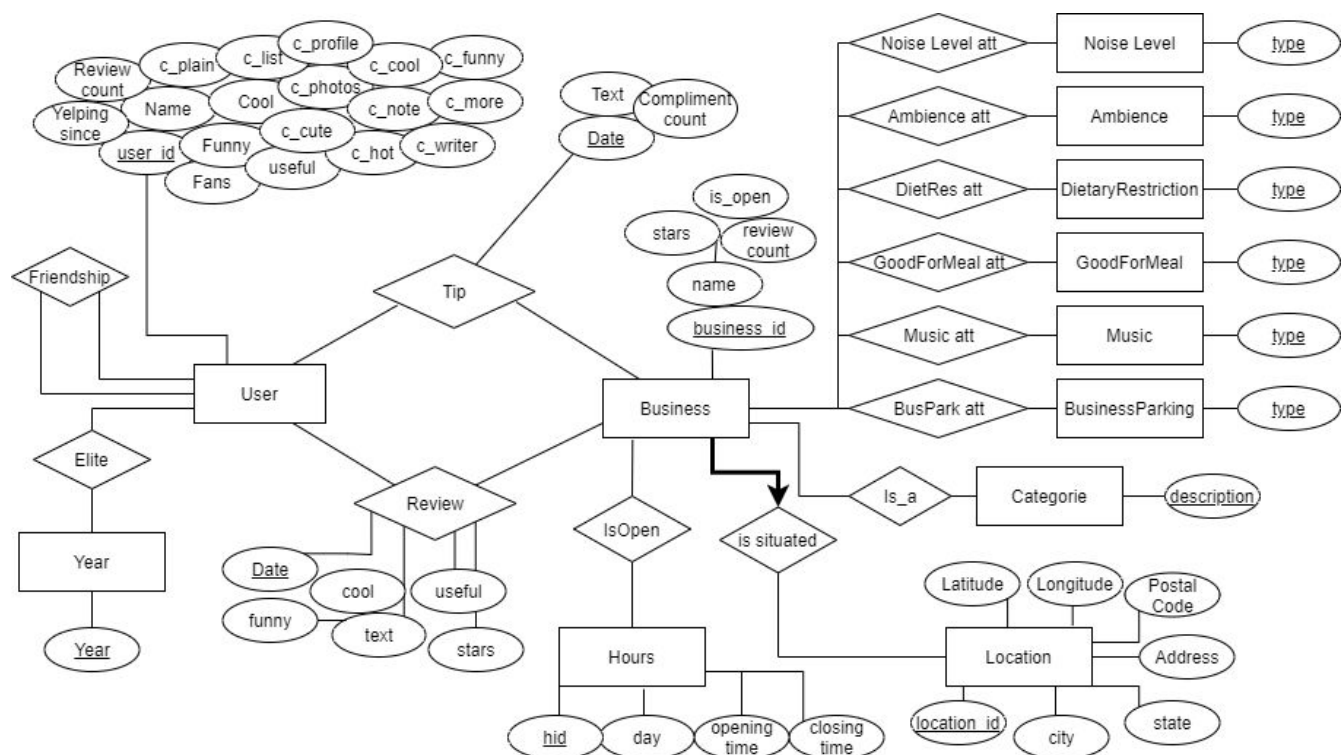 c_profile
c_plain
c_list
c_cool
c_funny
Review
count
Name
Cool
c_photos
c_note
c_more
Yelping
since
user_id
Funny
c_cute
c_hot
c_writer
Fans
useful
Text
Compliment
count
Date
Friendship
Tip
User
Elite
Year
Year
Review
Date
cool
useful
funny
text
stars
is_open
stars
review
count
name
business_id
Business
IsOpen
is situated
Hours
hid
day
opening
time
closing
time
Noise Level att
Noise Level
type
Ambience att
Ambience
type
DietRes att
DietaryRestriction
type
GoodForMeal att
GoodForMeal
type
Music att
Music
type
BusPark att
BusinessParking
type
Is_a
Categorie
description
Latitude
Longitude
Postal
Code
Location
Address
location_id
city
state